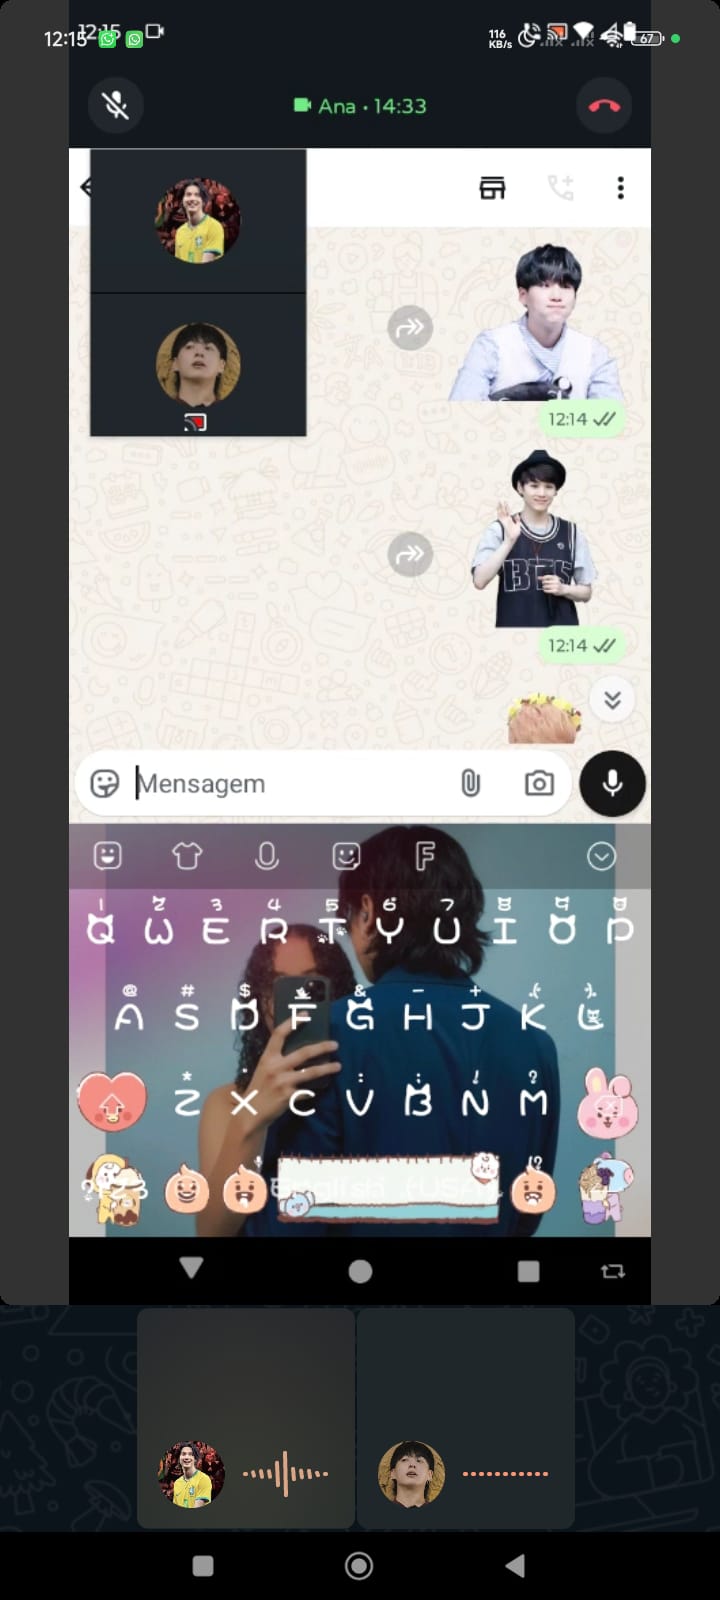 12:15 12:15 116 KB/s 67
Ana • 14:33
12:14
BTS
12:14
Mensagem
F
1 2 3 4 5 6 7 8 9 0
Q W E R T Y U I O P
@ # $ & - + ( )
A S D F G H J K L
* : ; ! ?
Z X C V B N M
?123 English (USA) !?